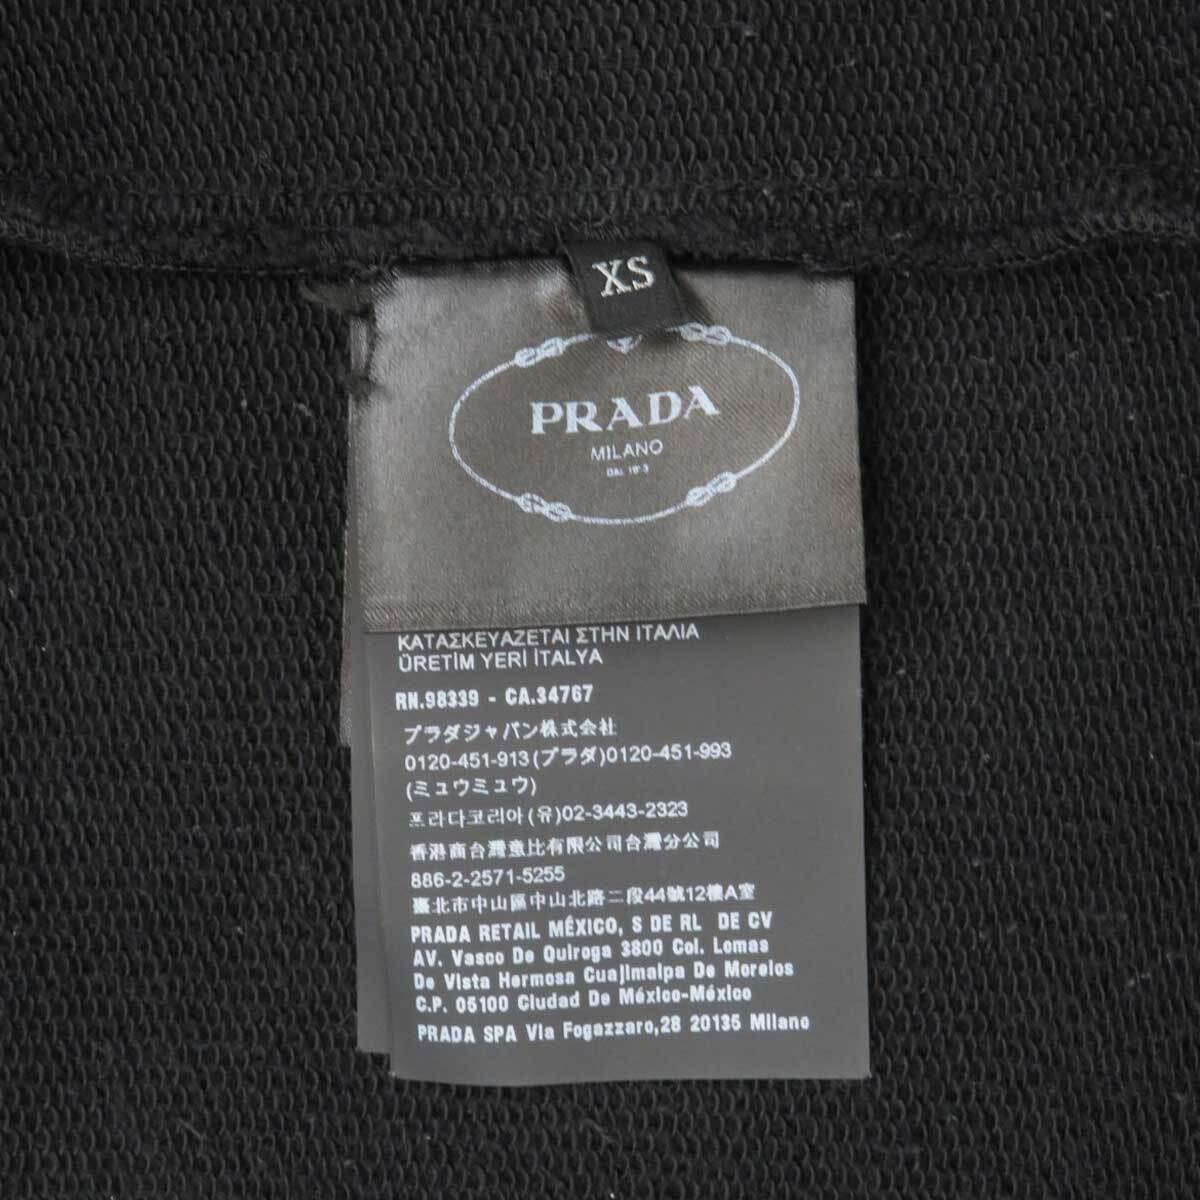 XS
PRADA
MILANO
DAL 19 3
ΚΑΤΑΣΚΕΥΑΖΕΤΑΙ ΣΤΗΝ ΙΤΑΛΙΑ
ÜRETİM YERİ İTALYA
RN.98339 - CA.34767
プラダジャパン株式会社
0120-451-913(プラダ)0120-451-993
(ミュウミュウ)
프라다코리아(유)02-3443-2323
香港商台灣童比有限公司台灣分公司
886-2-2571-5255
臺北市中山區中山北路二段44號12樓A室
PRADA RETAIL MÉXICO, S DE RL DE CV
AV. Vasco De Quiroga 3800 Col. Lomas
De Vista Hermosa Cuajimalpa De Morelos
C.P. 05100 Ciudad De México-México
PRADA SPA Via Fogazzaro,28 20135 Milano